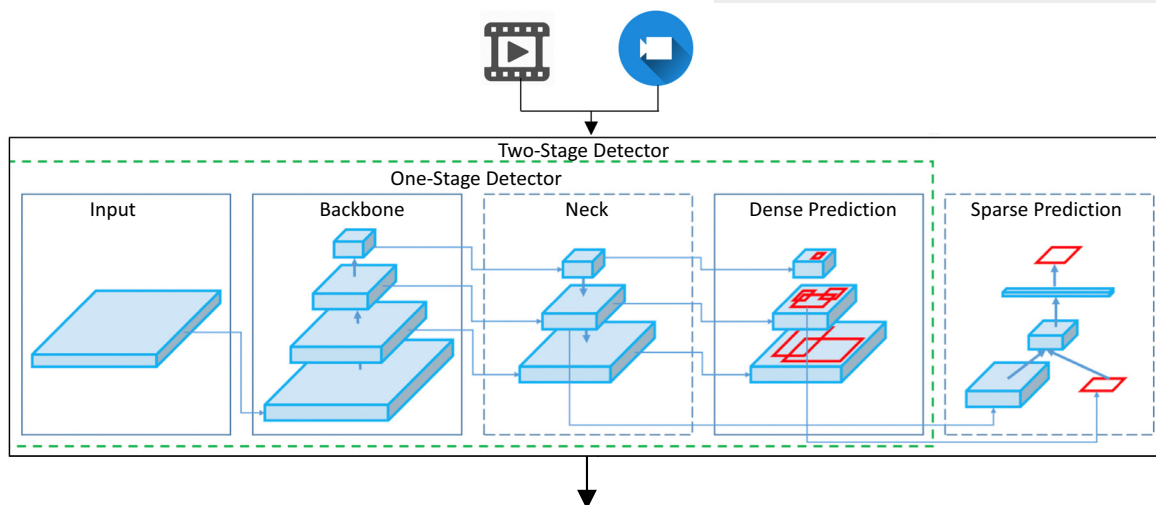 Two-Stage Detector
One-Stage Detector
Input
Backbone
Neck
Dense Prediction
Sparse Prediction